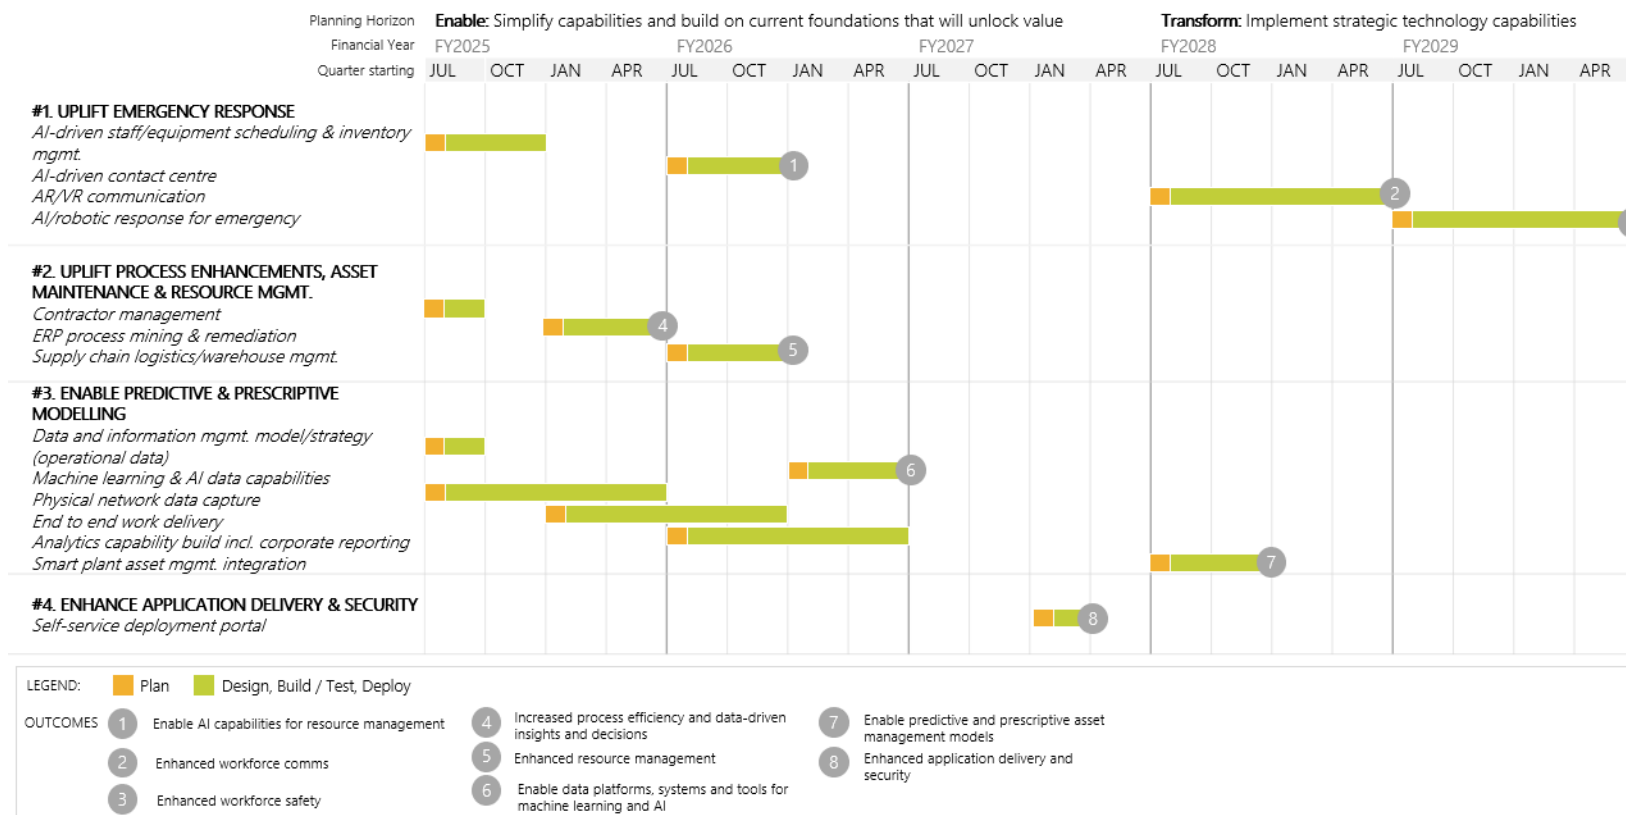 Planning Horizon Enable: Simplify capabilities and build on current foundations that will unlock value Transform: Implement strategic technology capabilities
Financial Year FY2025 FY2026 FY2027 FY2028 FY2029
Quarter starting JUL OCT JAN APR JUL OCT JAN APR JUL OCT JAN APR JUL OCT JAN APR JUL OCT JAN APR
#1. UPLIFT EMERGENCY RESPONSE
AI-driven staff/equipment scheduling & inventory
mgmt.
1
AI-driven contact centre
AR/VR communication 2
AI/robotic response for emergency
#2. UPLIFT PROCESS ENHANCEMENTS, ASSET
MAINTENANCE & RESOURCE MGMT.
Contractor management
4
ERP process mining & remediation
Supply chain logistics/warehouse mgmt. 5
#3. ENABLE PREDICTIVE & PRESCRIPTIVE
MODELLING
Data and information mgmt. model/strategy
(operational data)
6
Machine learning & AI data capabilities
Physical network data capture
End to end work delivery
Analytics capability build incl. corporate reporting
Smart plant asset mgmt. integration 7
#4. ENHANCE APPLICATION DELIVERY & SECURITY
Self-service deployment portal 8
LEGEND: Plan Design, Build / Test, Deploy
OUTCOMES
1 Enable AI capabilities for resource management
2 Enhanced workforce comms
3 Enhanced workforce safety
4 Increased process efficiency and data-driven
insights and decisions
5 Enhanced resource management
6 Enable data platforms, systems and tools for
machine learning and AI
7 Enable predictive and prescriptive asset
management models
8 Enhanced application delivery and
security